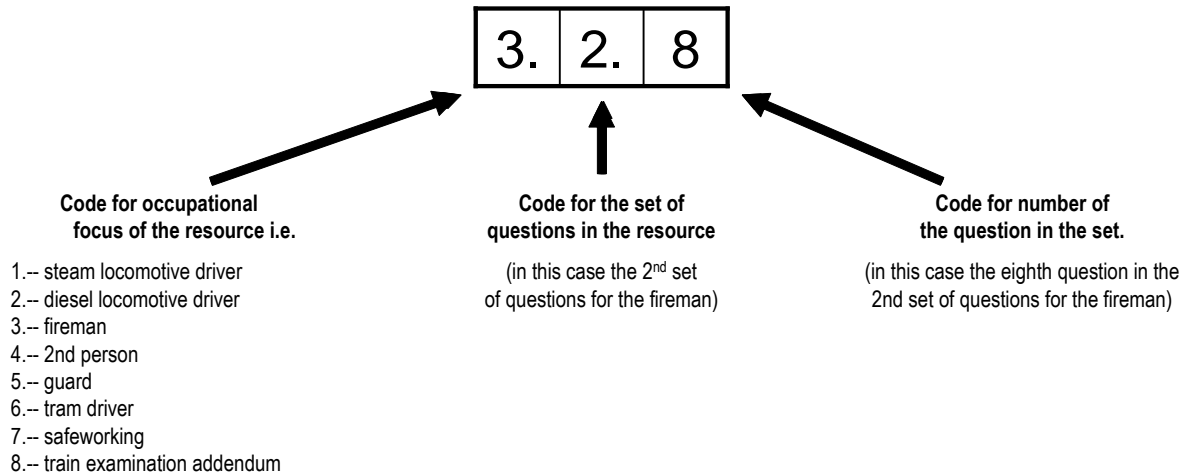 3. 2. 8
Code for occupational
focus of the resource i.e.
1.-- steam locomotive driver
2.-- diesel locomotive driver
3.-- fireman
4.-- 2nd person
5.-- guard
6.-- tram driver
7.-- safeworking
8.-- train examination addendum
Code for the set of
questions in the resource
(in this case the 2nd set
of questions for the fireman)
Code for number of
the question in the set.
(in this case the eighth question in the
2nd set of questions for the fireman)